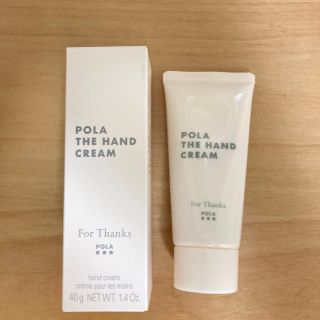 POLA
THE HAND
CREAM
For Thanks
POLA
hand cream
crème pour les mains
40 g NET WT. 1.4 Oz.
POLA
THE HAND
CREAM
For Thanks
POLA